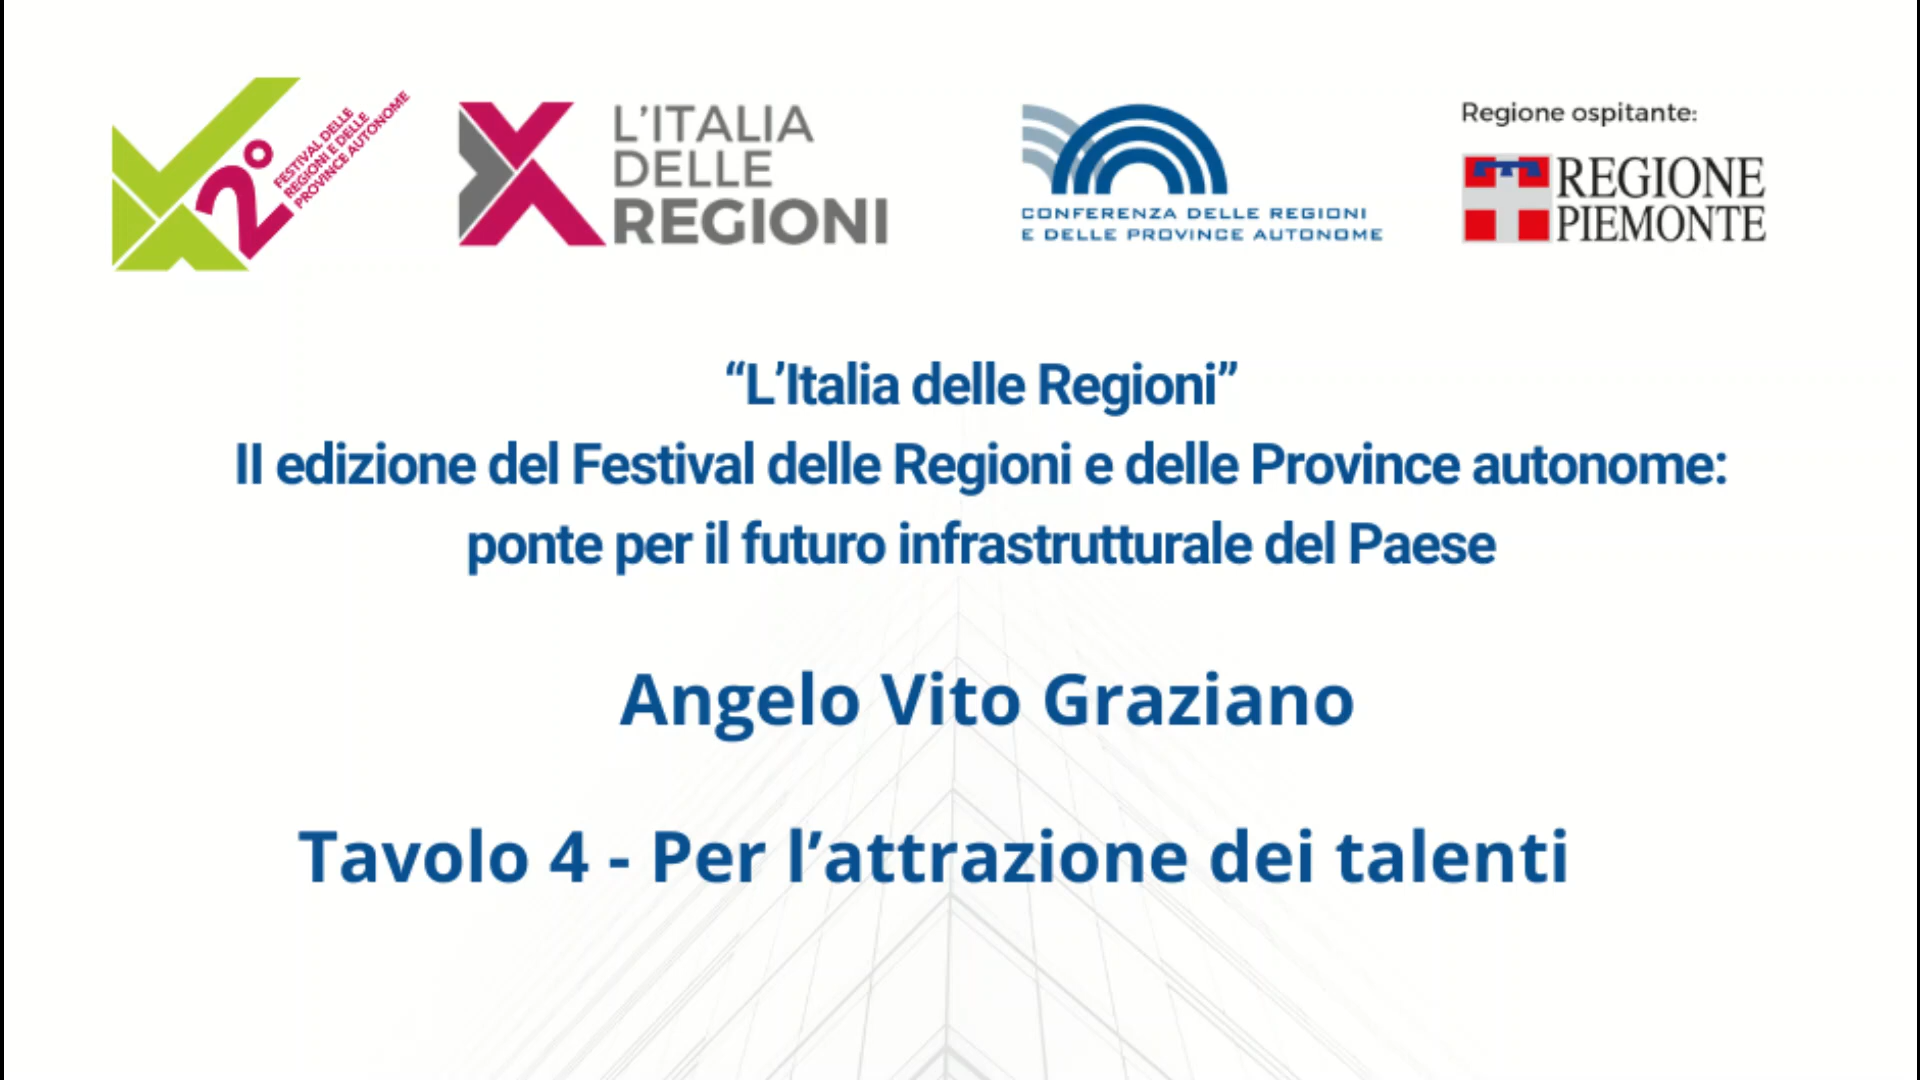 2°
FESTIVAL DELLE
REGIONI E DELLE
PROVINCE AUTONOME
L'ITALIA
DELLE
REGIONI
CONFERENZA DELLE REGIONI
E DELLE PROVINCE AUTONOME
Regione ospitante:
REGIONE
PIEMONTE
“L’Italia delle Regioni”
II edizione del Festival delle Regioni e delle Province autonome:
ponte per il futuro infrastrutturale del Paese
Angelo Vito Graziano
Tavolo 4 - Per l’attrazione dei talenti